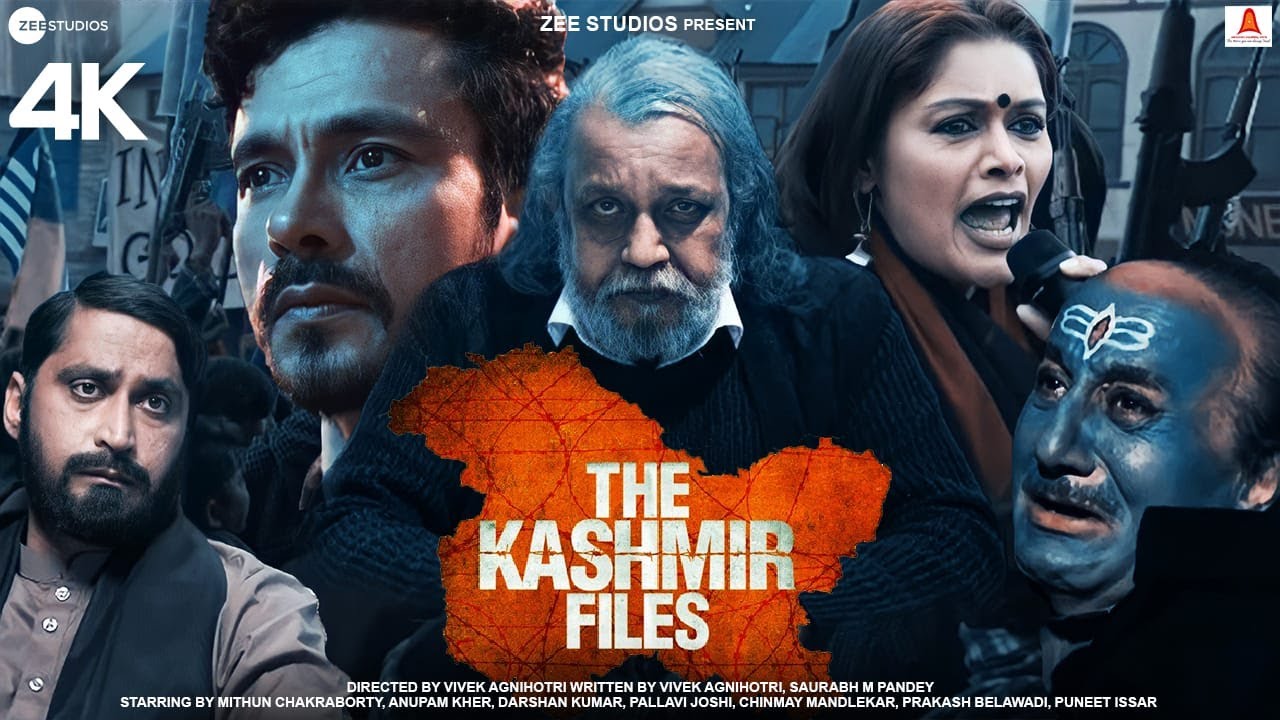 ZEE STUDIOS
ZEE STUDIOS PRESENT
4K
THE
KASHMIR
FILES
DIRECTED BY VIVEK AGNIHOTRI WRITTEN BY VIVEK AGNIHOTRI, SAURABH M PANDEY
STARRING BY MITHUN CHAKRABORTY, ANUPAM KHER, DARSHAN KUMAR, PALLAVI JOSHI, CHINMAY MANDLEKAR, PRAKASH BELAWADI, PUNEET ISSAR